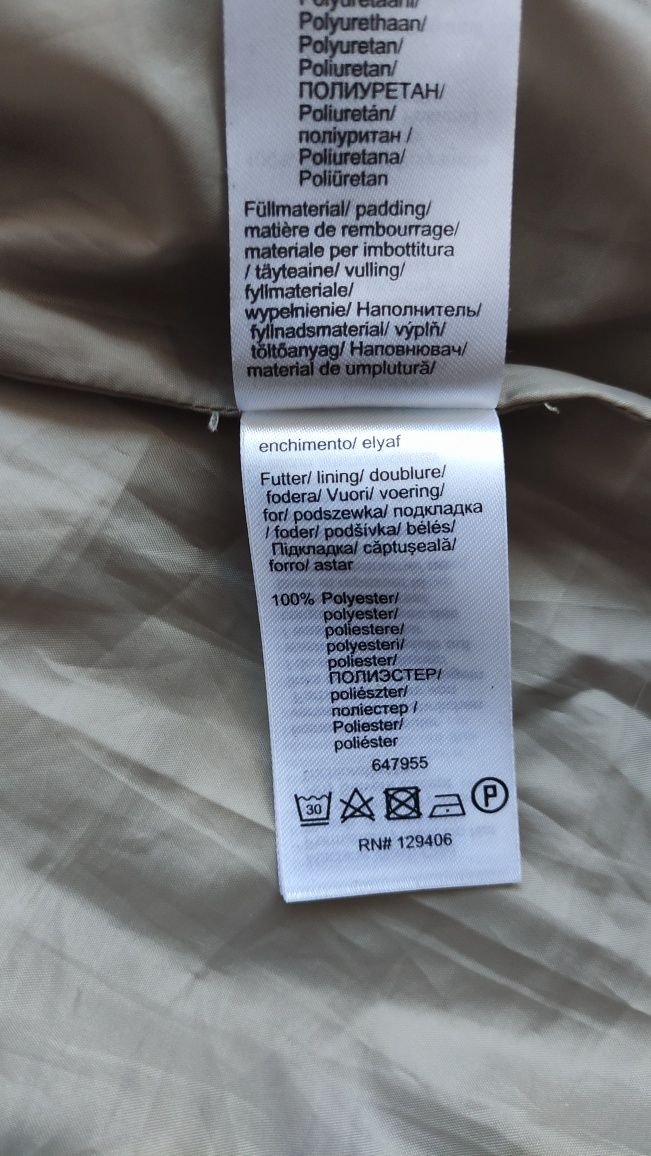 Polyuretaani/
Polyurethaan/
Polyuretan/
Poliuretan/
ПОЛИУРЕТАН/
Poliuretán/
поліуритан /
Poliuretana/
Poliüretan
Füllmaterial/ padding/
matière de rembourrage/
materiale per imbottitura
/ täyteaine/ vulling/
fyllmateriale/
wypełnienie/ Наполнитель/
fyllnadsmaterial/ výplň/
töltőanyag/ Наповнювач/
material de umplutură/
enchimento/ elyaf
Futter/ lining/ doublure/
fodera/ Vuori/ voering/
for/ podszewka/ подкладка
/ foder/ podšívka/ bélés/
Підкладка/ căptuşeală/
forro/ astar
100% Polyester/
polyester/
poliestere/
polyesteri/
poliester/
ПОЛИЭСТЕР/
poliészter/
поліестер /
Poliester/
poliéster
647955
30 P
RN# 129406